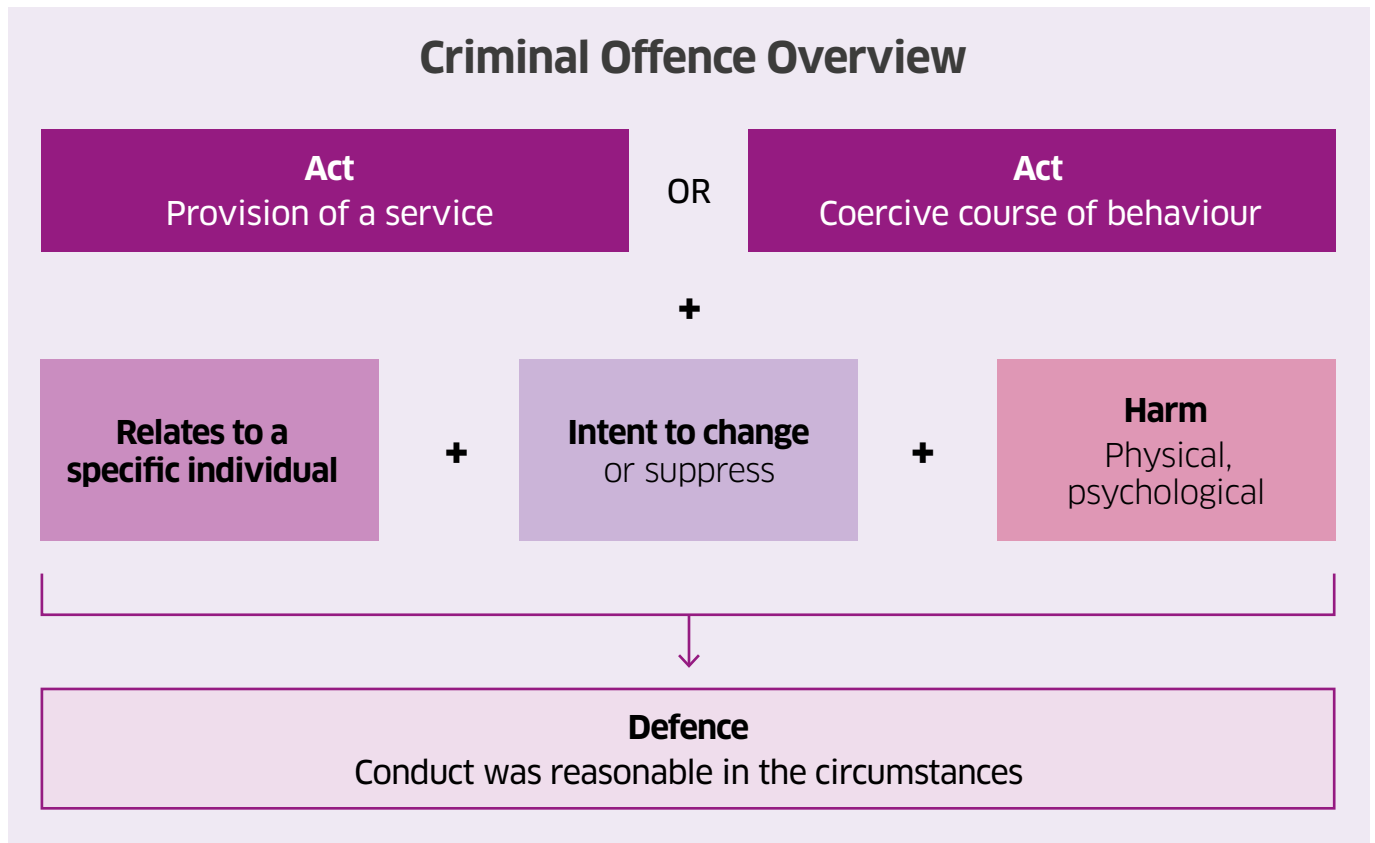 Criminal Offence Overview
Act
Provision of a service
OR
Act
Coercive course of behaviour
+
Relates to a
specific individual
+
Intent to change
or suppress
+
Harm
Physical,
psychological
Defence
Conduct was reasonable in the circumstances